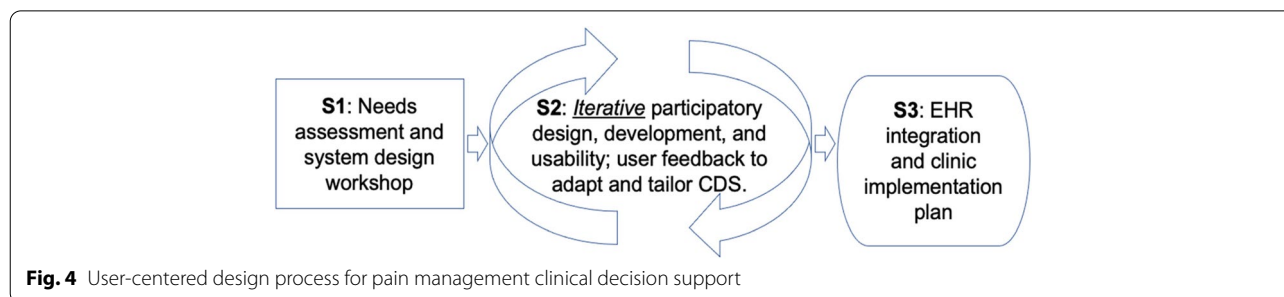 S1: Needs
assessment and
system design
workshop
S2: Iterative participatory
design, development, and
usability; user feedback to
adapt and tailor CDS.
S3: EHR
integration
and clinic
implementation
plan
Fig. 4 User-centered design process for pain management clinical decision support